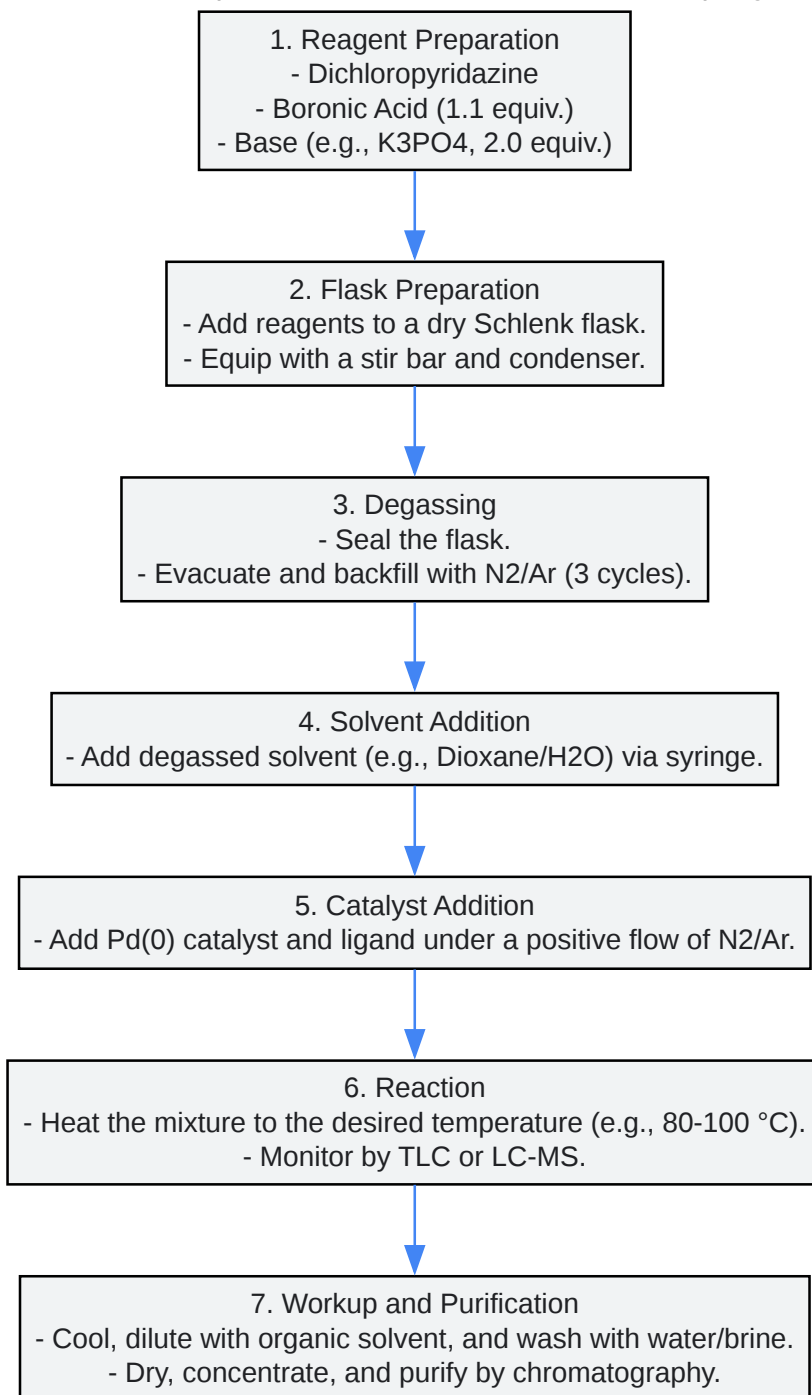 1. Reagent Preparation
- Dichloropyridazine
- Boronic Acid (1.1 equiv.)
- Base (e.g., K3PO4, 2.0 equiv.)
2. Flask Preparation
- Add reagents to a dry Schlenk flask.
- Equip with a stir bar and condenser.
3. Degassing
- Seal the flask.
- Evacuate and backfill with N2/Ar (3 cycles).
4. Solvent Addition
- Add degassed solvent (e.g., Dioxane/H2O) via syringe.
5. Catalyst Addition
- Add Pd(0) catalyst and ligand under a positive flow of N2/Ar.
6. Reaction
- Heat the mixture to the desired temperature (e.g., 80-100 °C).
- Monitor by TLC or LC-MS.
7. Workup and Purification
- Cool, dilute with organic solvent, and wash with water/brine.
- Dry, concentrate, and purify by chromatography.